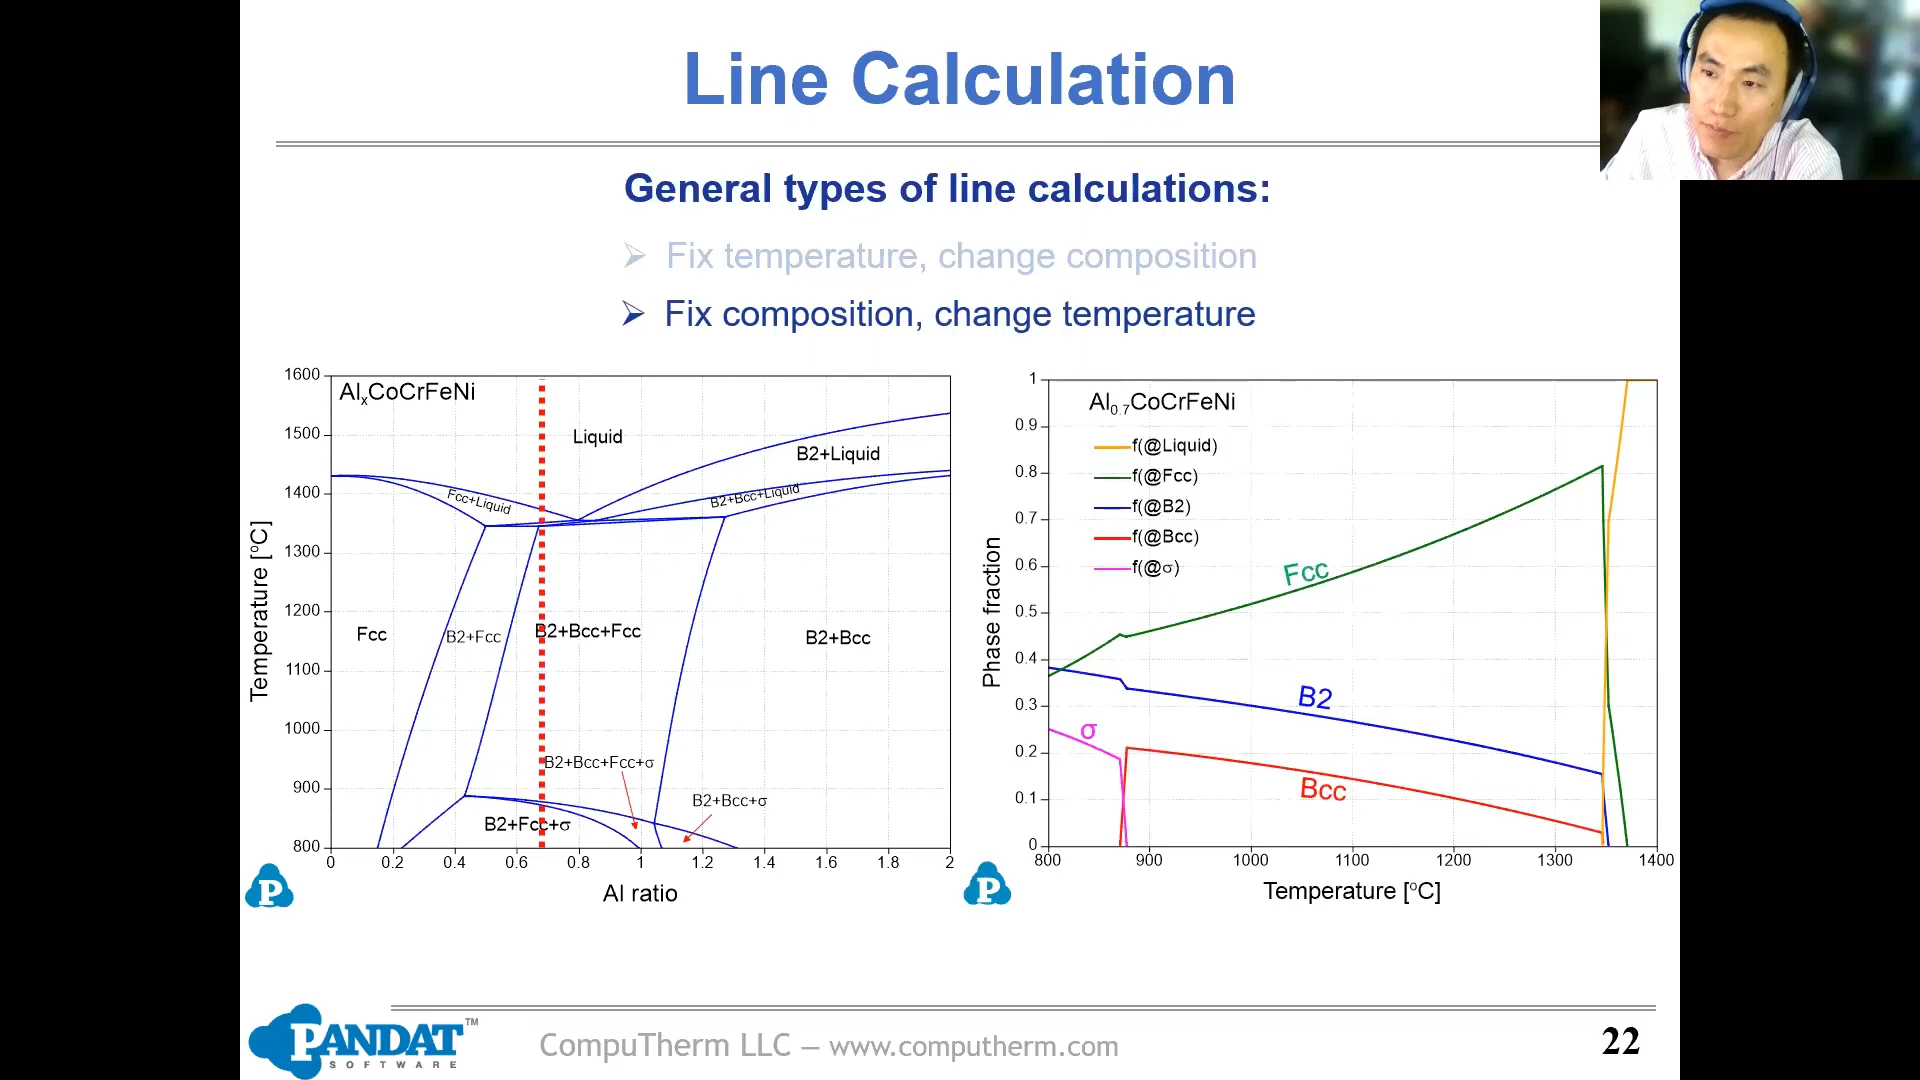 Line Calculation
General types of line calculations:
Fix temperature, change composition
Fix composition, change temperature
AlxCoCrFeNi
Liquid
B2+Liquid
Fcc+Liquid
B2+Bcc+Liquid
Fcc
B2+Fcc
B2+Bcc+Fcc
B2+Bcc
B2+Bcc+Fcc+σ
B2+Bcc+σ
B2+Fcc+σ
Temperature [°C]
1600
1500
1400
1300
1200
1100
1000
900
800
0 0.2 0.4 0.6 0.8 1 1.2 1.4 1.6 1.8 2
Al ratio
P
Al0.7CoCrFeNi
f(@Liquid)
f(@Fcc)
f(@B2)
f(@Bcc)
f(@σ)
Fcc
B2
σ
Bcc
Phase fraction
1
0.9
0.8
0.7
0.6
0.5
0.4
0.3
0.2
0.1
0
800 900 1000 1100 1200 1300 1400
Temperature [°C]
P
PANDAT™
SOFTWARE
CompuTherm LLC – www.computherm.com
22